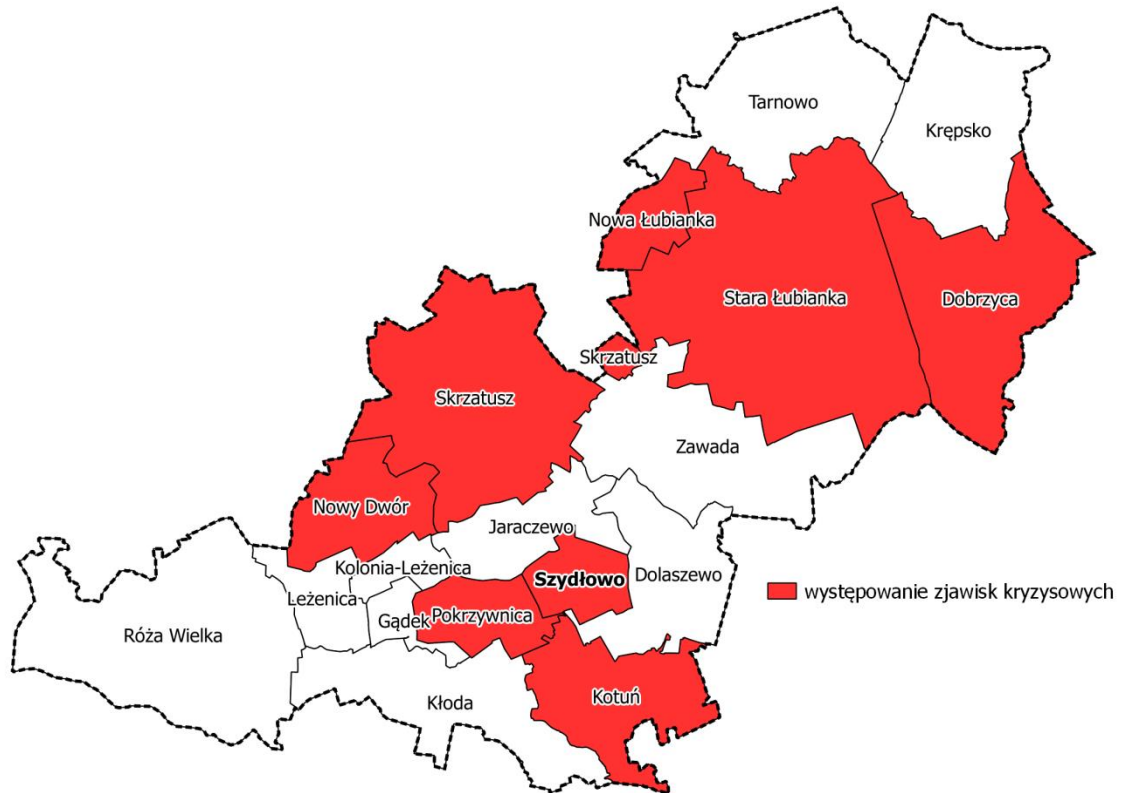 Tarnowo
Krępsko
Nowa Łubianka
Stara Łubianka
Dobrzyca
Skrzatusz
Skrzatusz
Zawada
Nowy Dwór
Jaraczewo
Kolonia-Leżenica
Szydłowo
Dolaszewo
Leżenica
występowanie zjawisk kryzysowych
Gądek
Pokrzywnica
Róża Wielka
Kłoda
Kotuń